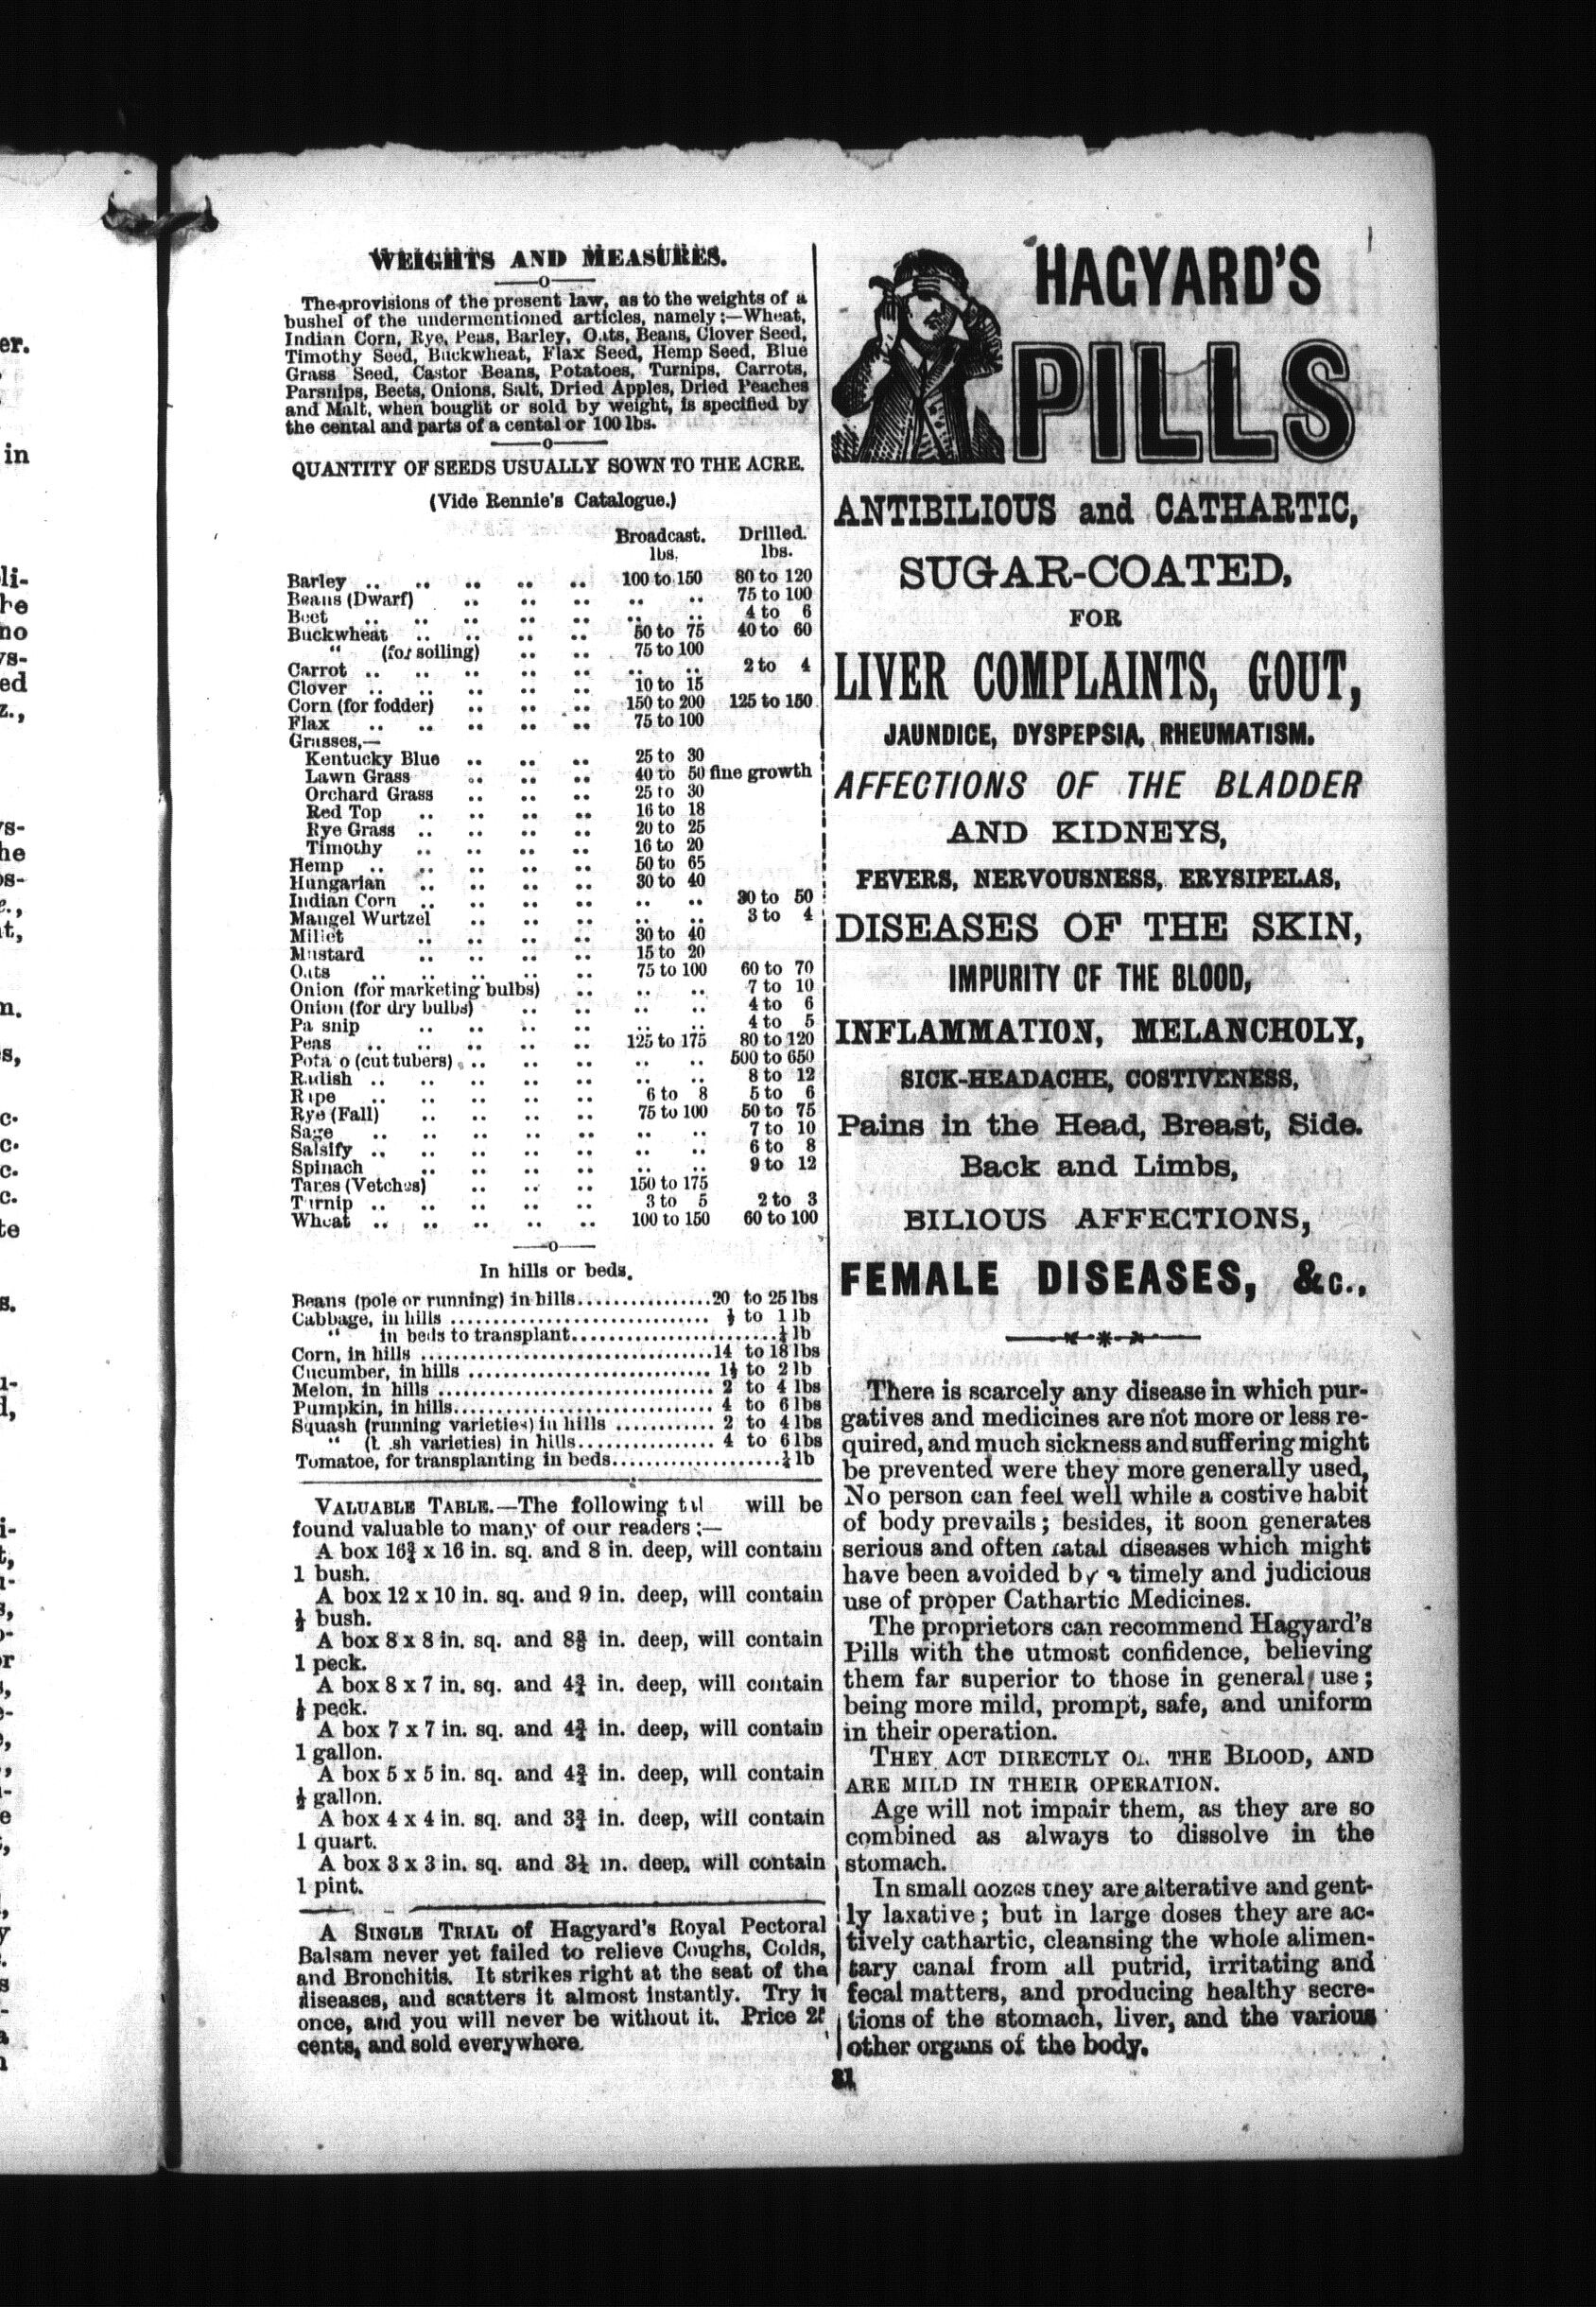 WEIGHTS AND MEASURES.
The provisions of the present law, as to the weights of a
bushel of the undermentioned articles, namely:—Wheat,
Indian Corn, Rye, Peas, Barley, Oats, Beans, Clover Seed,
Timothy Seed, Buckwheat, Flax Seed, Hemp Seed, Blue
Grass Seed, Castor Beans, Potatoes, Turnips, Carrots,
Parsnips, Beets, Onions, Salt, Dried Apples, Dried Peaches
and Malt, when bought or sold by weight, is specified by
the cental and parts of a cental or 100 lbs.
QUANTITY OF SEEDS USUALLY SOWN TO THE ACRE.
(Vide Rennie's Catalogue.)
Broadcast. Drilled.
lbs. lbs.
Barley .. .. .. .. .. 100 to 150 80 to 120
Beans (Dwarf) .. .. .. .. .. 75 to 100
Beet .. .. .. .. .. .. .. 4 to 6
Buckwheat .. .. .. .. 50 to 75 40 to 60
" (for soiling) .. .. 75 to 100
Carrot .. .. .. .. .. .. .. 2 to 4
Clover .. .. .. .. .. 10 to 15
Corn (for fodder) .. .. .. 150 to 200 125 to 150
Flax .. .. .. .. .. 75 to 100
Grasses,—
Kentucky Blue .. .. .. 25 to 30
Lawn Grass .. .. .. 40 to 50 fine growth
Orchard Grass .. .. .. 25 to 30
Red Top .. .. .. .. 16 to 18
Rye Grass .. .. .. .. 20 to 25
Timothy .. .. .. .. 16 to 20
Hemp .. .. .. .. .. 50 to 65
Hungarian .. .. .. .. 30 to 40
Indian Corn .. .. .. .. .. .. 30 to 50
Mangel Wurtzel .. .. .. .. .. 3 to 4
Millet .. .. .. .. 30 to 40
Mustard .. .. .. .. 15 to 20
Oats .. .. .. .. .. 75 to 100 60 to 70
Onion (for marketing bulbs) .. .. .. 7 to 10
Onion (for dry bulbs) .. .. .. .. 4 to 6
Pa snip .. .. .. .. .. .. 4 to 5
Peas .. .. .. .. .. 125 to 175 80 to 120
Pota o (cut tubers) .. .. .. .. .. 500 to 650
Radish .. .. .. .. .. .. .. 8 to 12
Rape .. .. .. .. .. 6 to 8 5 to 6
Rye (Fall) .. .. .. .. 75 to 100 50 to 75
Sage .. .. .. .. .. .. .. 7 to 10
Salsify .. .. .. .. .. .. .. 6 to 8
Spinach .. .. .. .. .. .. 9 to 12
Tares (Vetches) .. .. .. 150 to 175
Turnip .. .. .. .. .. 3 to 5 2 to 3
Wheat .. .. .. .. .. 100 to 150 60 to 100
In hills or beds.
Beans (pole or running) in hills................20 to 25 lbs
Cabbage, in hills ................................ ½ to 1 lb
" in beds to transplant.........................¼ lb
Corn, in hills ...................................14 to 18 lbs
Cucumber, in hills ............................. 1½ to 2 lb
Melon, in hills ................................. 2 to 4 lbs
Pumpkin, in hills................................ 4 to 6 lbs
Squash (running varieties) in hills ............ 2 to 4 lbs
" sh varieties) in hills................ 4 to 6 lbs
Tomatoe, for transplanting in beds....................¼ lb
VALUABLE TABLE.—The following will be
found valuable to many of our readers:—
A box 16¾ x 16 in. sq. and 8 in. deep, will contain
1 bush.
A box 12 x 10 in. sq. and 9 in. deep, will contain
½ bush.
A box 8 x 8 in. sq. and 8⅜ in. deep, will contain
1 peck.
A box 8 x 7 in. sq. and 4¾ in. deep, will contain
½ peck.
A box 7 x 7 in. sq. and 4¾ in. deep, will contain
1 gallon.
A box 5 x 5 in. sq. and 4¾ in. deep, will contain
½ gallon.
A box 4 x 4 in. sq. and 3¾ in. deep, will contain
1 quart.
A box 3 x 3 in. sq. and 3¼ in. deep, will contain
1 pint.
A SINGLE TRIAL of Hagyard's Royal Pectoral
Balsam never yet failed to relieve Coughs, Colds,
and Bronchitis. It strikes right at the seat of the
diseases, and scatters it almost instantly. Try it
once, and you will never be without it. Price 25
cents, and sold everywhere.
HAGYARD'S
PILLS
ANTIBILIOUS and CATHARTIC,
SUGAR-COATED,
FOR
LIVER COMPLAINTS, GOUT,
JAUNDICE, DYSPEPSIA, RHEUMATISM.
AFFECTIONS OF THE BLADDER
AND KIDNEYS,
FEVERS, NERVOUSNESS, ERYSIPELAS,
DISEASES OF THE SKIN,
IMPURITY OF THE BLOOD,
INFLAMMATION, MELANCHOLY,
SICK-HEADACHE, COSTIVENESS,
Pains in the Head, Breast, Side.
Back and Limbs,
BILIOUS AFFECTIONS,
FEMALE DISEASES, &c.,
There is scarcely any disease in which pur-
gatives and medicines are not more or less re-
quired, and much sickness and suffering might
be prevented were they more generally used,
No person can feel well while a costive habit
of body prevails; besides, it soon generates
serious and often fatal diseases which might
have been avoided by a timely and judicious
use of proper Cathartic Medicines.
The proprietors can recommend Hagyard's
Pills with the utmost confidence, believing
them far superior to those in general use;
being more mild, prompt, safe, and uniform
in their operation.
THEY ACT DIRECTLY ON THE BLOOD, AND
ARE MILD IN THEIR OPERATION.
Age will not impair them, as they are so
combined as always to dissolve in the
stomach.
In small dozes they are alterative and gent-
ly laxative; but in large doses they are ac-
tively cathartic, cleansing the whole alimen-
tary canal from all putrid, irritating and
fecal matters, and producing healthy secre-
tions of the stomach, liver, and the various
other organs of the body.
31